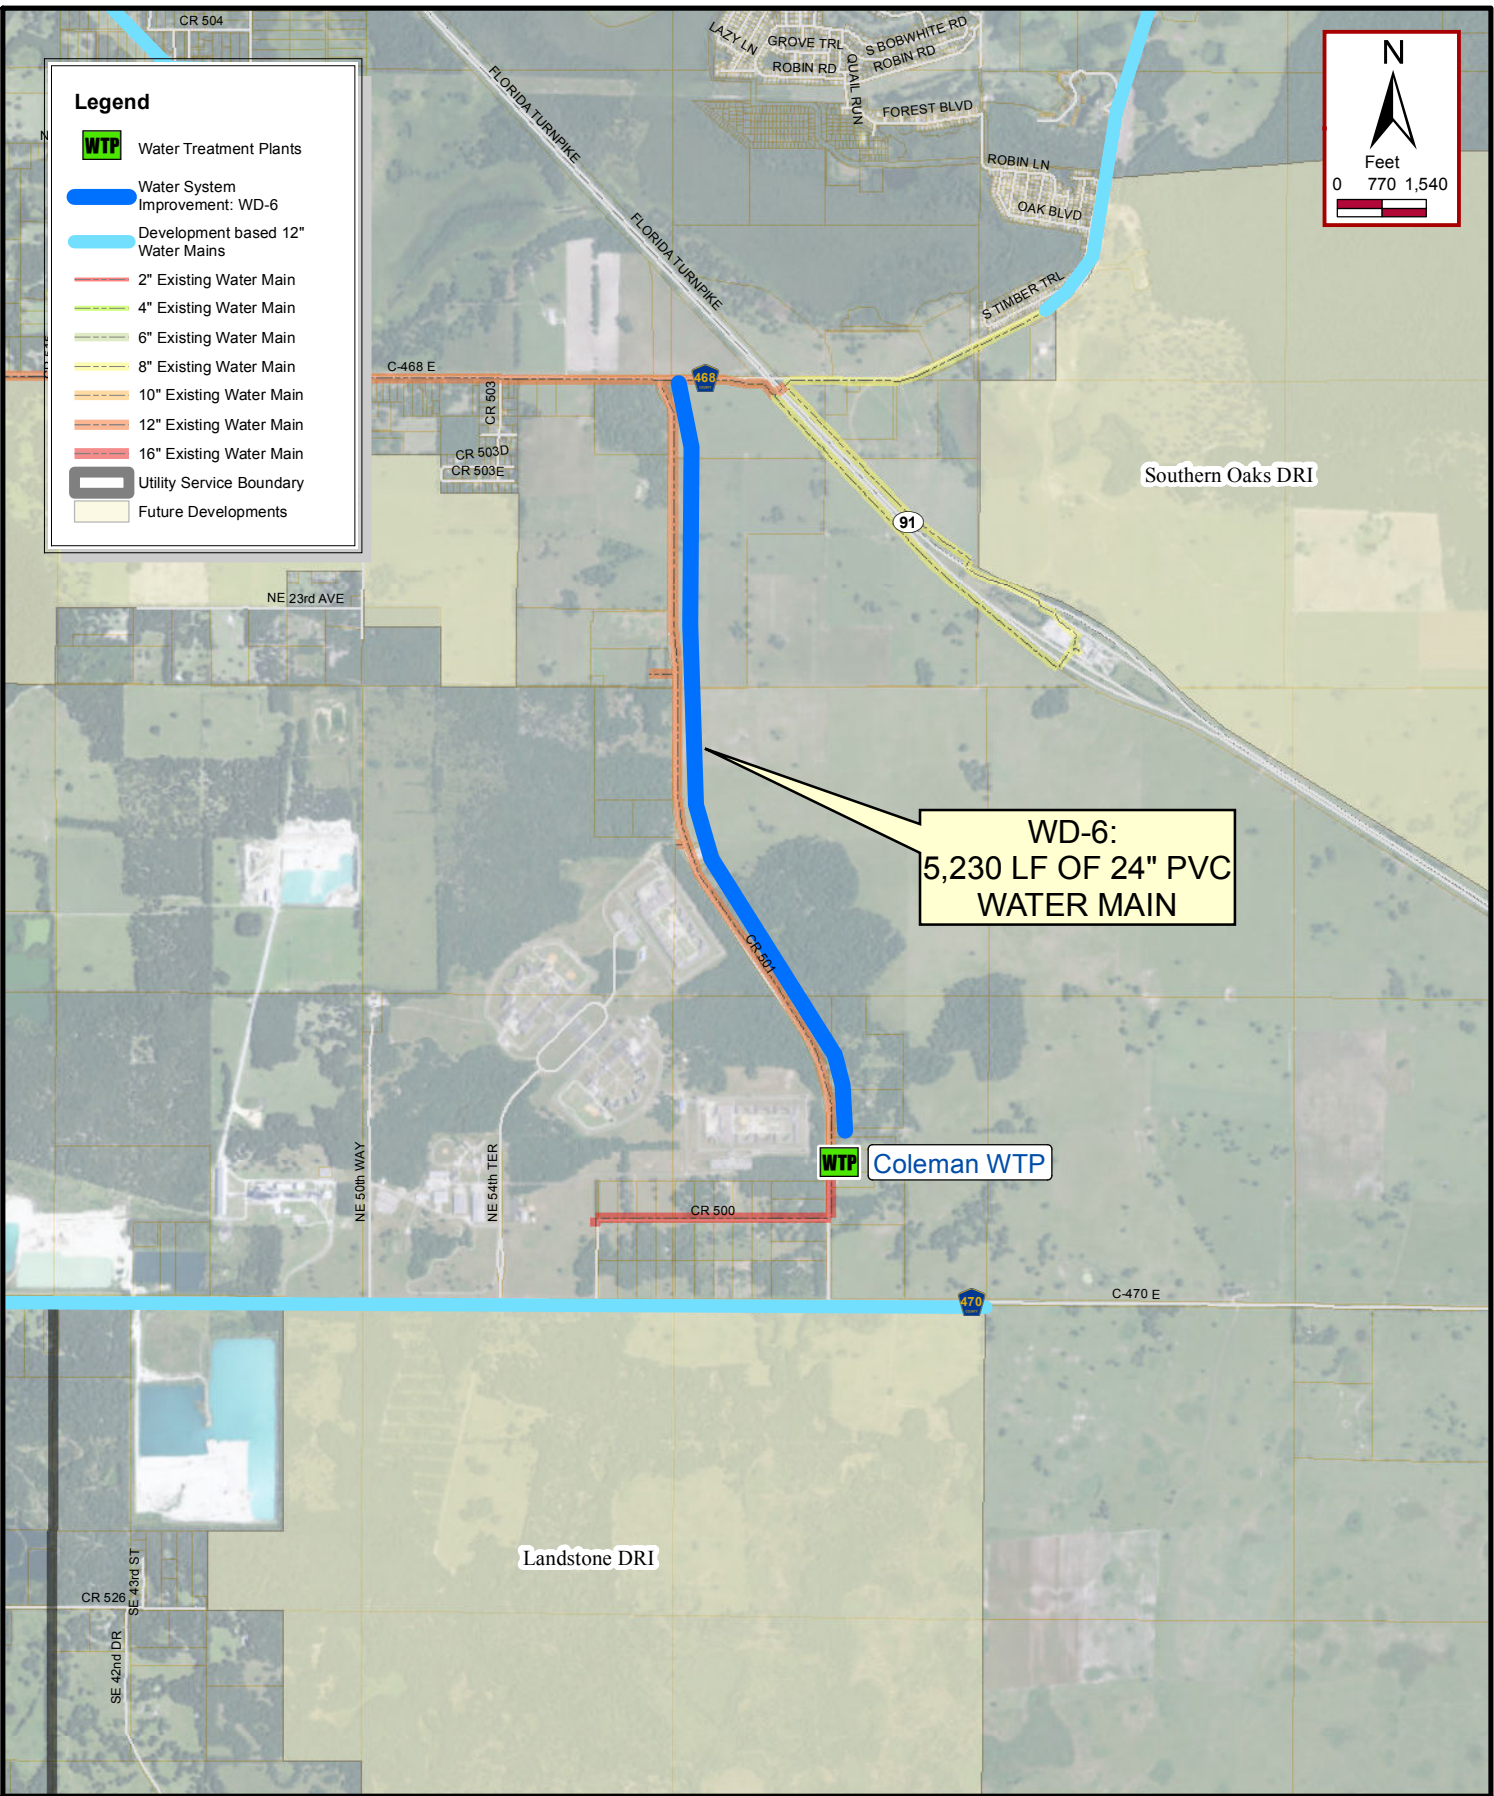 CR 504
LAZY LN
GROVE TRL
S BOBWHITE RD
ROBIN RD
ROBIN RD
QUAIL RUN
FOREST BLVD
ROBIN LN
OAK BLVD
S TIMBER TRL
FLORIDA TURNPIKE
FLORIDA TURNPIKE
N
Feet
0 770 1,540
Legend
WTP Water Treatment Plants
Water System
Improvement: WD-6
Development based 12"
Water Mains
2" Existing Water Main
4" Existing Water Main
6" Existing Water Main
8" Existing Water Main
10" Existing Water Main
12" Existing Water Main
16" Existing Water Main
Utility Service Boundary
Future Developments
N
C-468 E
468
CR 503
CR 503D
CR 503E
Southern Oaks DRI
91
NE 23rd AVE
WD-6:
5,230 LF OF 24" PVC
WATER MAIN
CR 501
NE 50th WAY
NE 54th TER
WTP
Coleman WTP
CR 500
470
C-470 E
Landstone DRI
CR 526
SE 43rd ST
SE 42nd DR